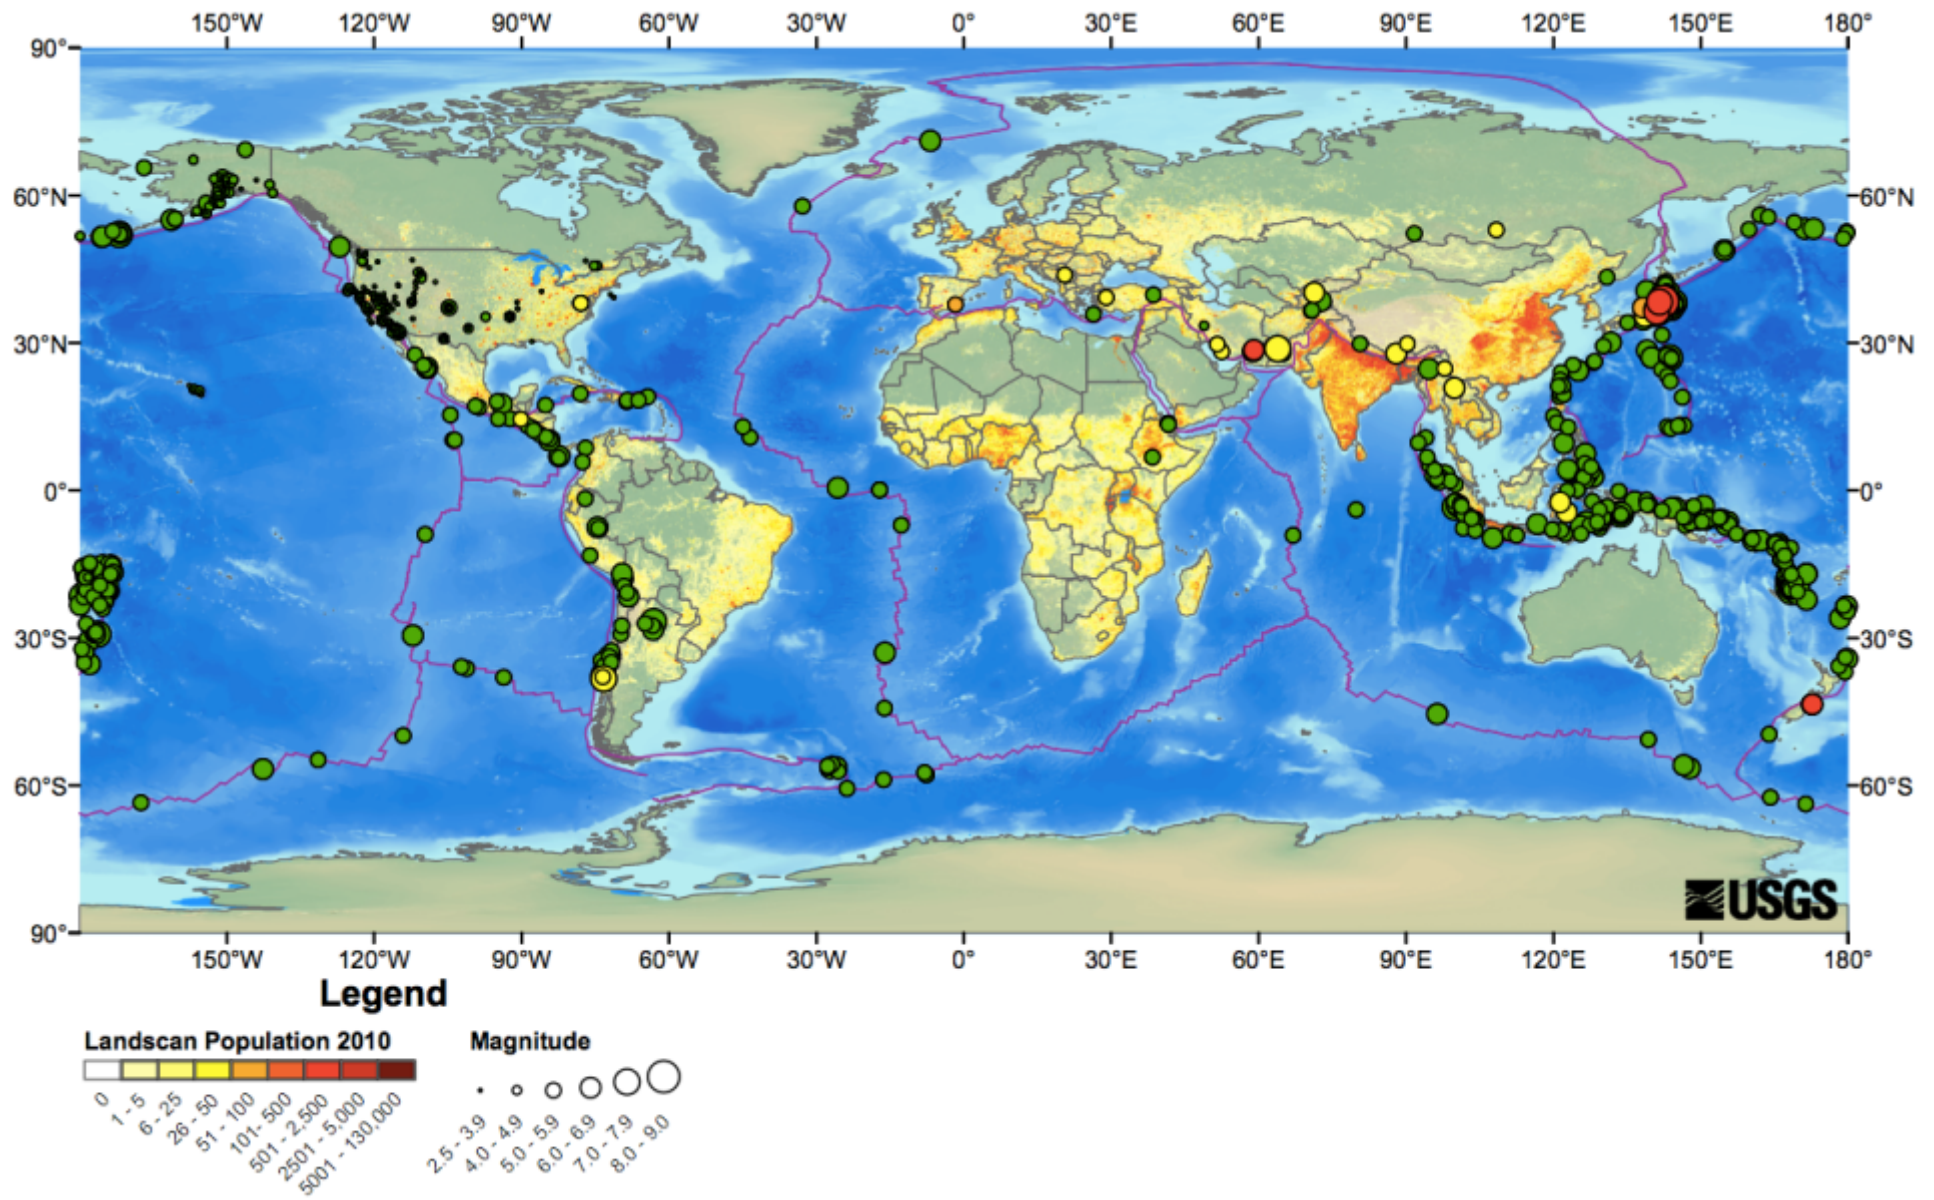 150°W 120°W 90°W 60°W 30°W 0° 30°E 60°E 90°E 120°E 150°E 180°
90°
60°N 60°N
30°N 30°N
0° 0°
30°S 30°S
60°S 60°S
USGS
90°
150°W 120°W 90°W 60°W 30°W 0° 30°E 60°E 90°E 120°E 150°E 180°
Legend
Landscan Population 2010
0
1 - 5
6 - 25
26 - 50
51 - 100
101 - 500
501 - 2,500
2501 - 5,000
5001 - 130,000
Magnitude
2.5 - 3.9
4.0 - 4.9
5.0 - 5.9
6.0 - 6.9
7.0 - 7.9
8.0 - 9.0